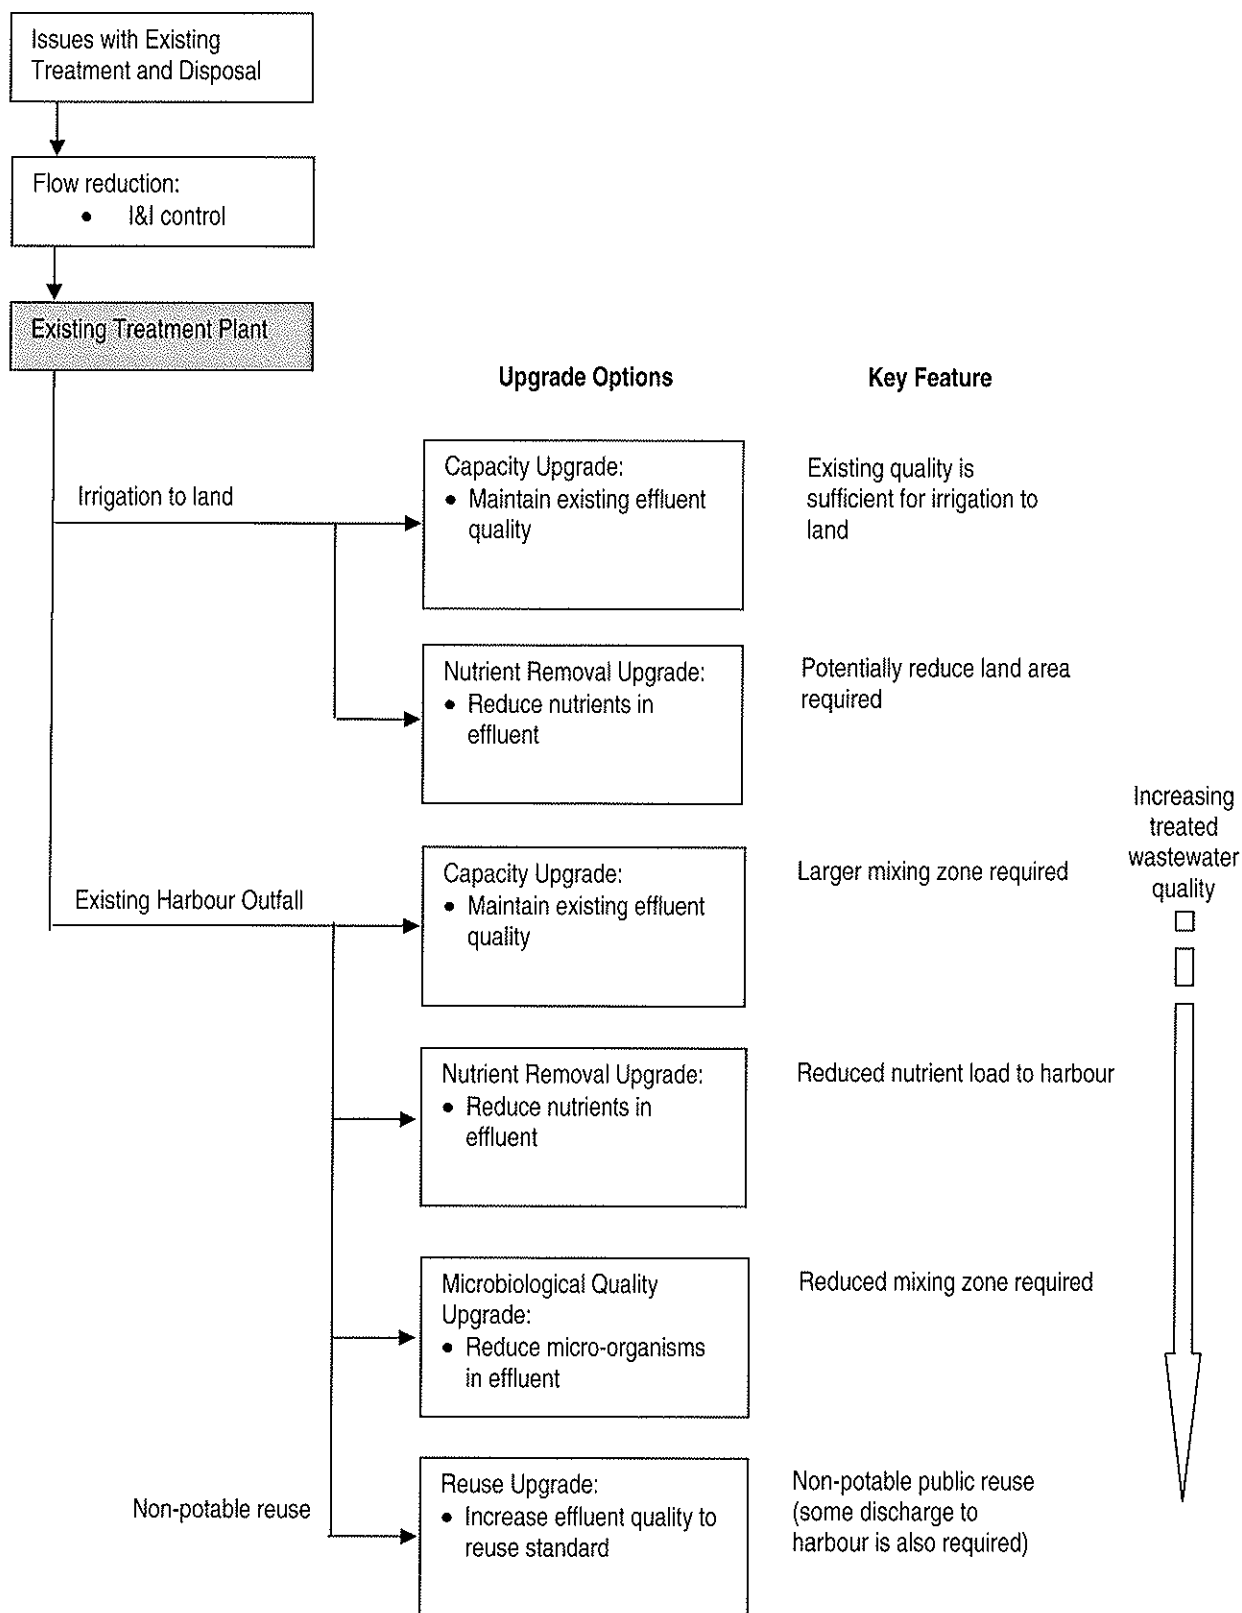 Issues with Existing
Treatment and Disposal
Flow reduction:
• I&I control
Existing Treatment Plant
Upgrade Options
Key Feature
Irrigation to land
Capacity Upgrade:
• Maintain existing effluent
quality
Existing quality is
sufficient for irrigation to
land
Nutrient Removal Upgrade:
• Reduce nutrients in
effluent
Potentially reduce land area
required
Increasing
treated
wastewater
quality
Existing Harbour Outfall
Capacity Upgrade:
• Maintain existing effluent
quality
Larger mixing zone required
Nutrient Removal Upgrade:
• Reduce nutrients in
effluent
Reduced nutrient load to harbour
Microbiological Quality
Upgrade:
• Reduce micro-organisms
in effluent
Reduced mixing zone required
Non-potable reuse
Reuse Upgrade:
• Increase effluent quality to
reuse standard
Non-potable public reuse
(some discharge to
harbour is also required)